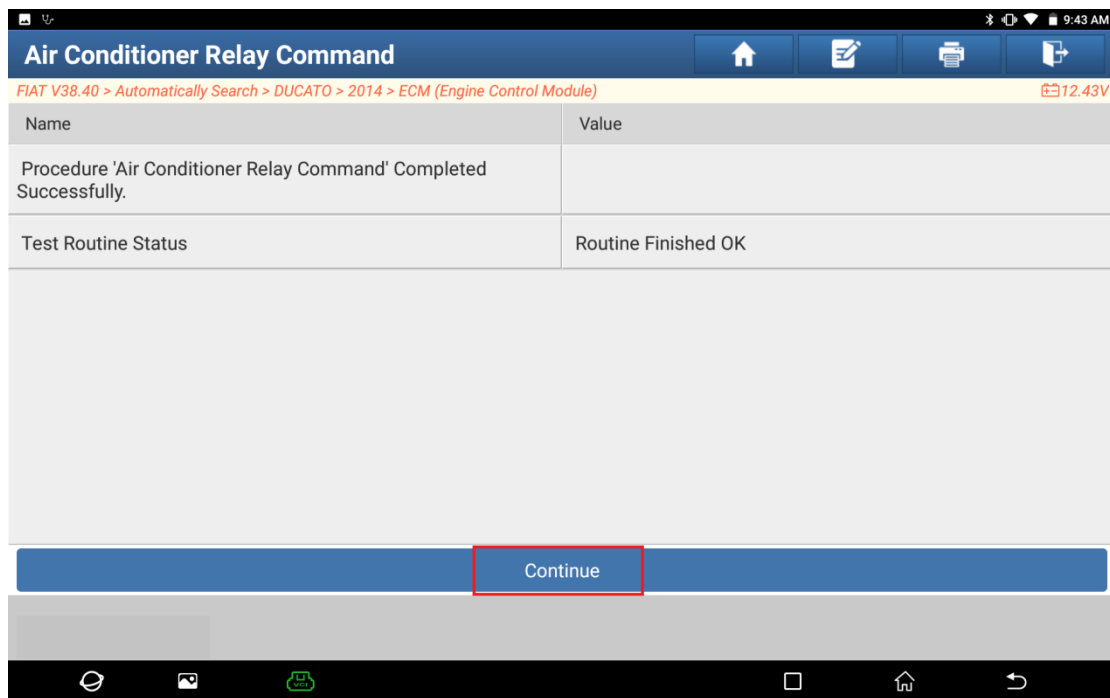 9:43 AM
Air Conditioner Relay Command
FIAT V38.40 > Automatically Search > DUCATO > 2014 > ECM (Engine Control Module)
12.43V
Name
Value
Procedure 'Air Conditioner Relay Command' Completed
Successfully.
Test Routine Status
Routine Finished OK
Continue
VCI